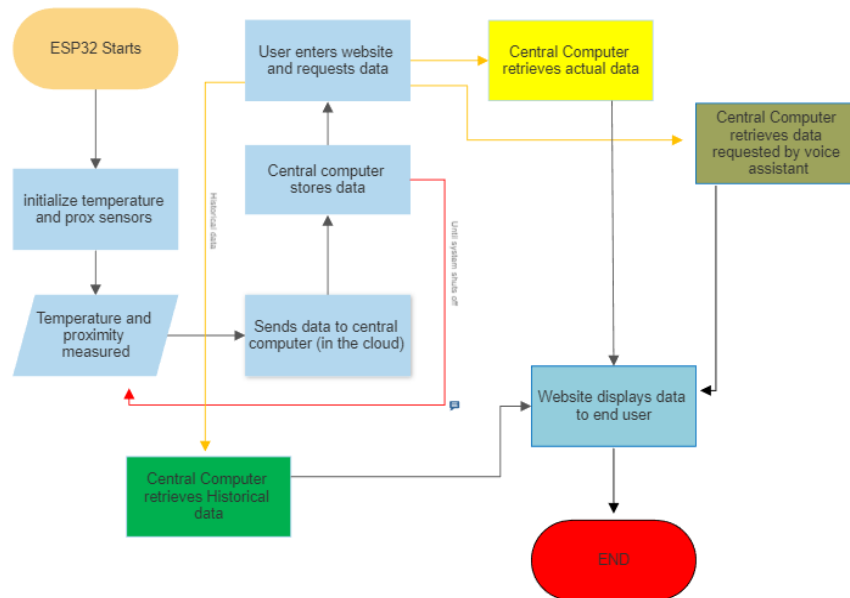 ESP32 Starts
User enters website
and requests data
Central Computer
retrieves actual data
Central Computer
retrieves data
requested by voice
assistant
Central computer
stores data
initialize temperature
and prox sensors
Historical data
Until system shuts off
Temperature and
proximity
measured
Sends data to central
computer (in the cloud)
Website displays data
to end user
Central Computer
retrieves Historical
data
END